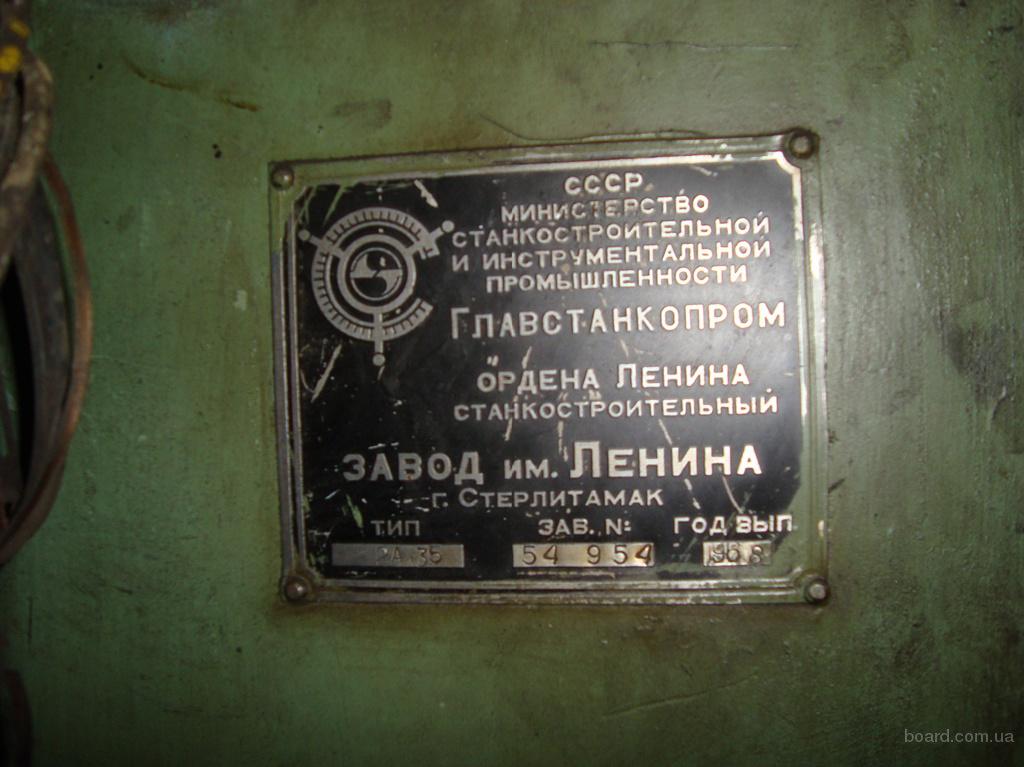 СССР
МИНИСТЕРСТВО
СТАНКОСТРОИТЕЛЬНОЙ
И ИНСТРУМЕНТАЛЬНОЙ
ПРОМЫШЛЕННОСТИ
ГЛАВСТАНКОПРОМ
ОРДЕНА ЛЕНИНА
СТАНКОСТРОИТЕЛЬНЫЙ
ЗАВОД ИМ. ЛЕНИНА
Г. СТЕРЛИТАМАК
ТИП ЗАВ. №: ГОД ВЫП
2А 35 54 954 1968
board.com.ua